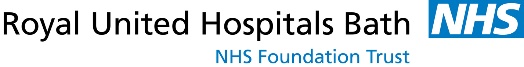 Royal United Hospitals Bath NHS
NHS Foundation Trust